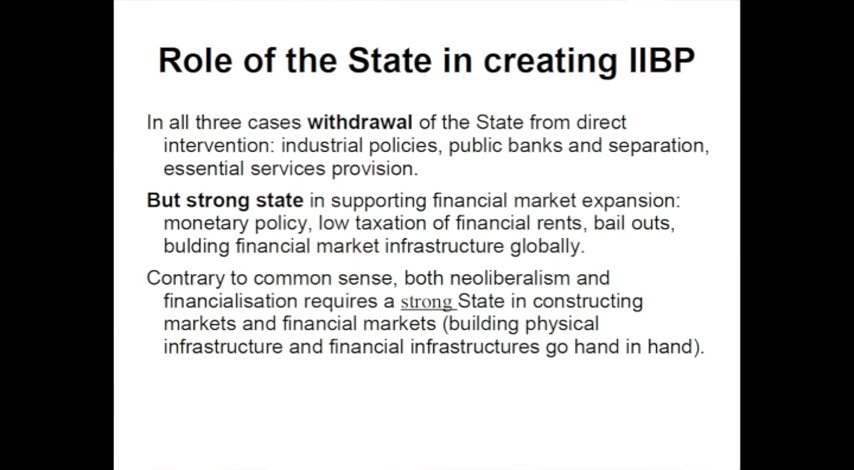 Role of the State in creating IIBP
In all three cases withdrawal of the State from direct
intervention: industrial policies, public banks and separation,
essential services provision.
But strong state in supporting financial market expansion:
monetary policy, low taxation of financial rents, bail outs,
bulding financial market infrastructure globally.
Contrary to common sense, both neoliberalism and
financialisation requires a strong State in constructing
markets and financial markets (building physical
infrastructure and financial infrastructures go hand in hand).